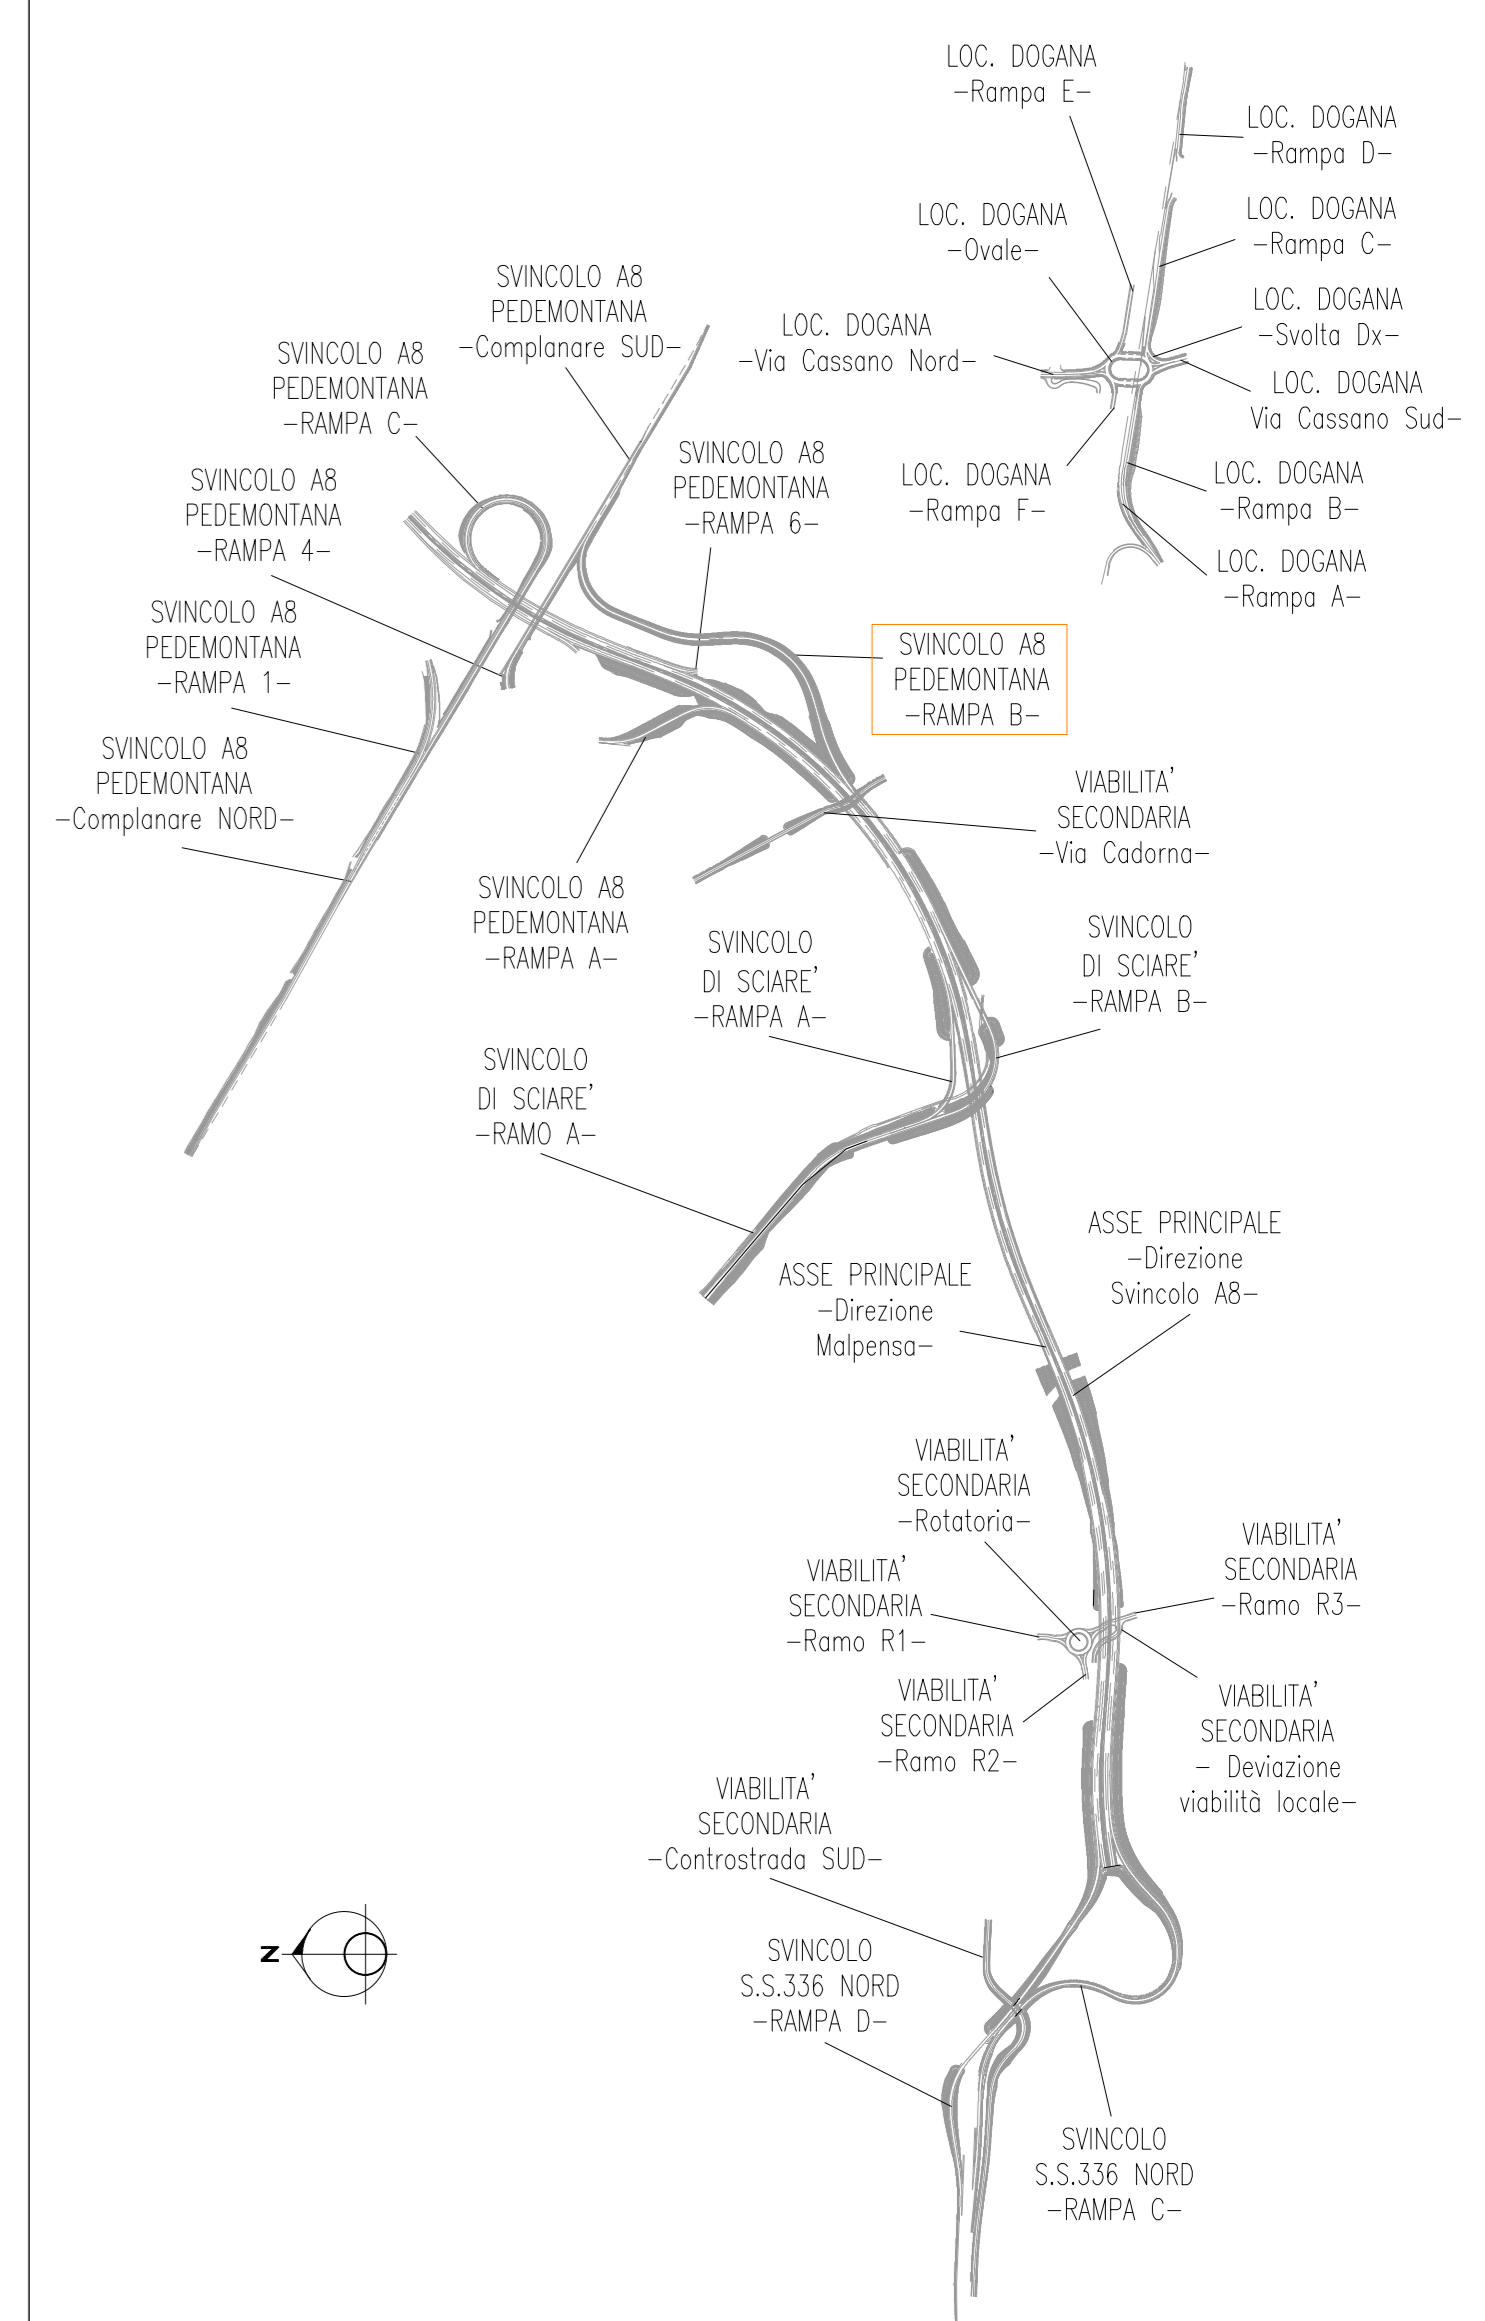 LOC. DOGANA
-Rampa E-
LOC. DOGANA
-Rampa D-
LOC. DOGANA
-Ovale-
LOC. DOGANA
-Rampa C-
SVINCOLO A8
PEDEMONTANA
-Complanare SUD-
LOC. DOGANA
-Svolta Dx-
LOC. DOGANA
-Via Cassano Nord-
SVINCOLO A8
PEDEMONTANA
-RAMPA C-
LOC. DOGANA
Via Cassano Sud-
SVINCOLO A8
PEDEMONTANA
-RAMPA 6-
SVINCOLO A8
PEDEMONTANA
-RAMPA 4-
LOC. DOGANA
-Rampa F-
LOC. DOGANA
-Rampa B-
LOC. DOGANA
-Rampa A-
SVINCOLO A8
PEDEMONTANA
-RAMPA 1-
SVINCOLO A8
PEDEMONTANA
-RAMPA B-
SVINCOLO A8
PEDEMONTANA
-Complanare NORD-
VIABILITA'
SECONDARIA
-Via Cadorna-
SVINCOLO A8
PEDEMONTANA
-RAMPA A-
SVINCOLO
DI SCIARE'
-RAMPA A-
SVINCOLO
DI SCIARE'
-RAMPA B-
SVINCOLO
DI SCIARE'
-RAMO A-
ASSE PRINCIPALE
-Direzione
Svincolo A8-
ASSE PRINCIPALE
-Direzione
Malpensa-
VIABILITA'
SECONDARIA
-Rotatoria-
VIABILITA'
SECONDARIA
-Ramo R3-
VIABILITA'
SECONDARIA
-Ramo R1-
VIABILITA'
SECONDARIA
-Ramo R2-
VIABILITA'
SECONDARIA
- Deviazione
viabilità locale-
VIABILITA'
SECONDARIA
-Controstrada SUD-
N
SVINCOLO
S.S.336 NORD
-RAMPA D-
SVINCOLO
S.S.336 NORD
-RAMPA C-